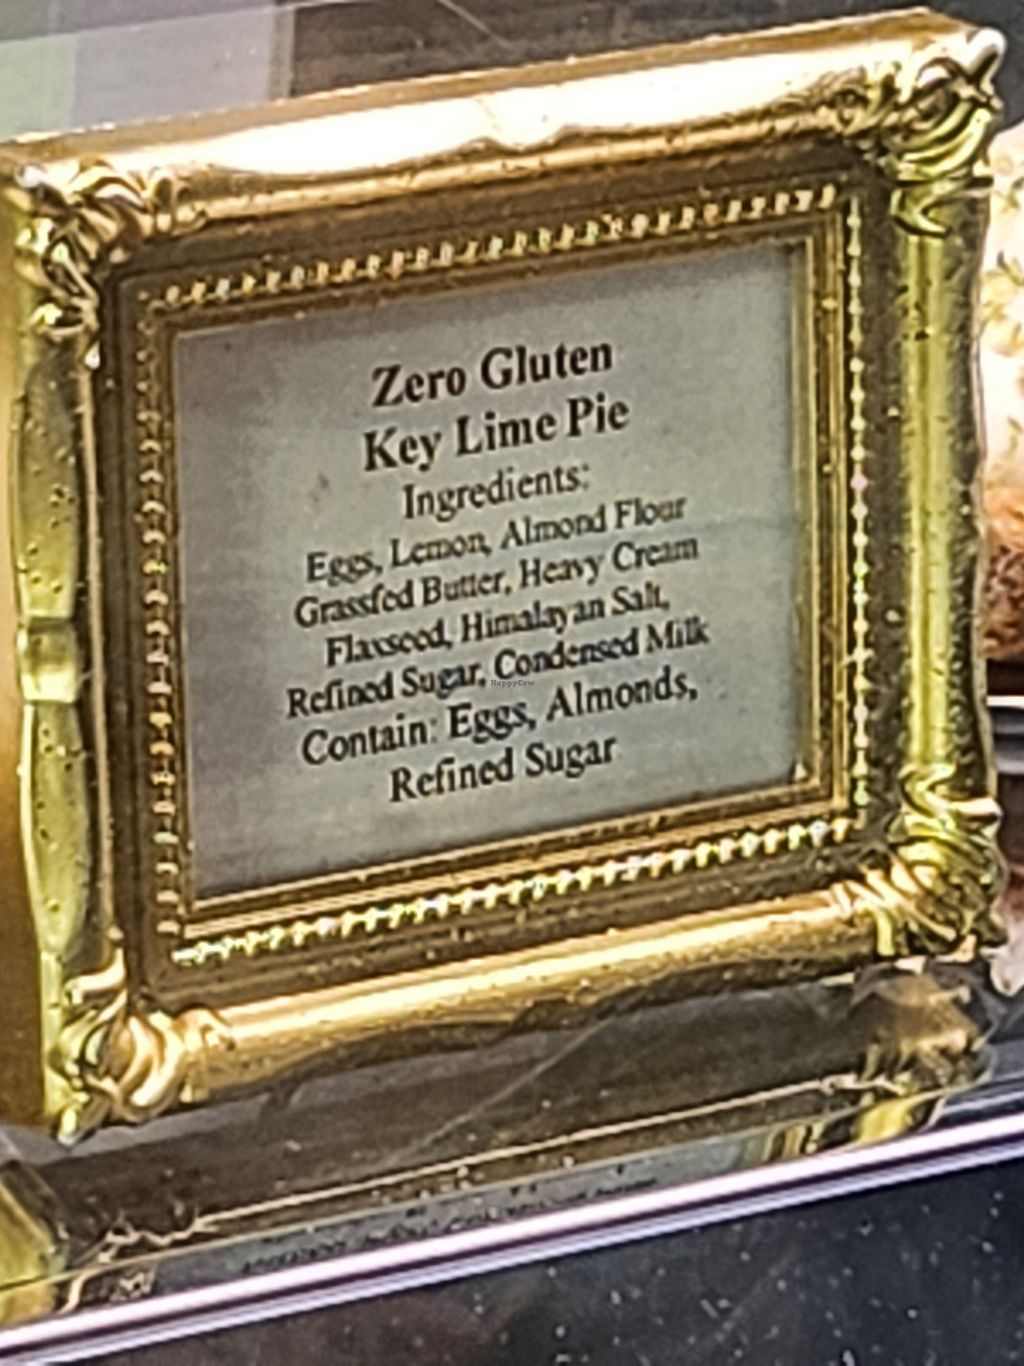 Zero Gluten
Key Lime Pie
Ingredients:
Eggs, Lemon, Almond Flour
Grassfed Butter, Heavy Cream
Flaxseed, Himalayan Salt,
Refined Sugar, Condensed Milk
HappyCow
Contain: Eggs, Almonds,
Refined Sugar